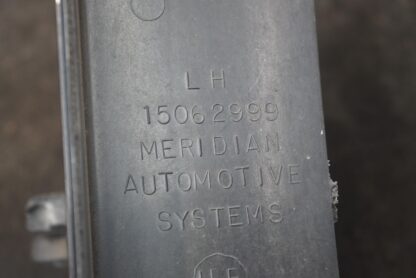 LH
15062999
MERIDIAN
AUTOMOTIVE
SYSTEMS